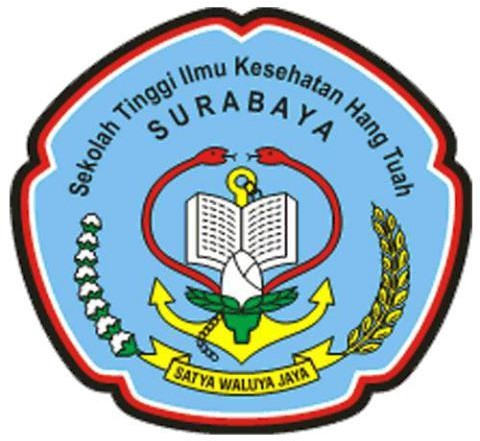 Sekolah Tinggi Ilmu Kesehatan Hang Tuah
SURABAYA
SATYA WALUYA JAYA